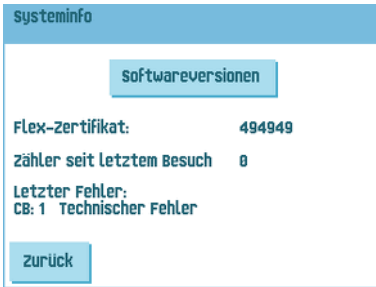 Systeminfo
Softwareversionen
Flex-Zertifikat: 494949
Zähler seit letztem Besuch 0
Letzter Fehler:
CB: 1 Technischer Fehler
Zurück